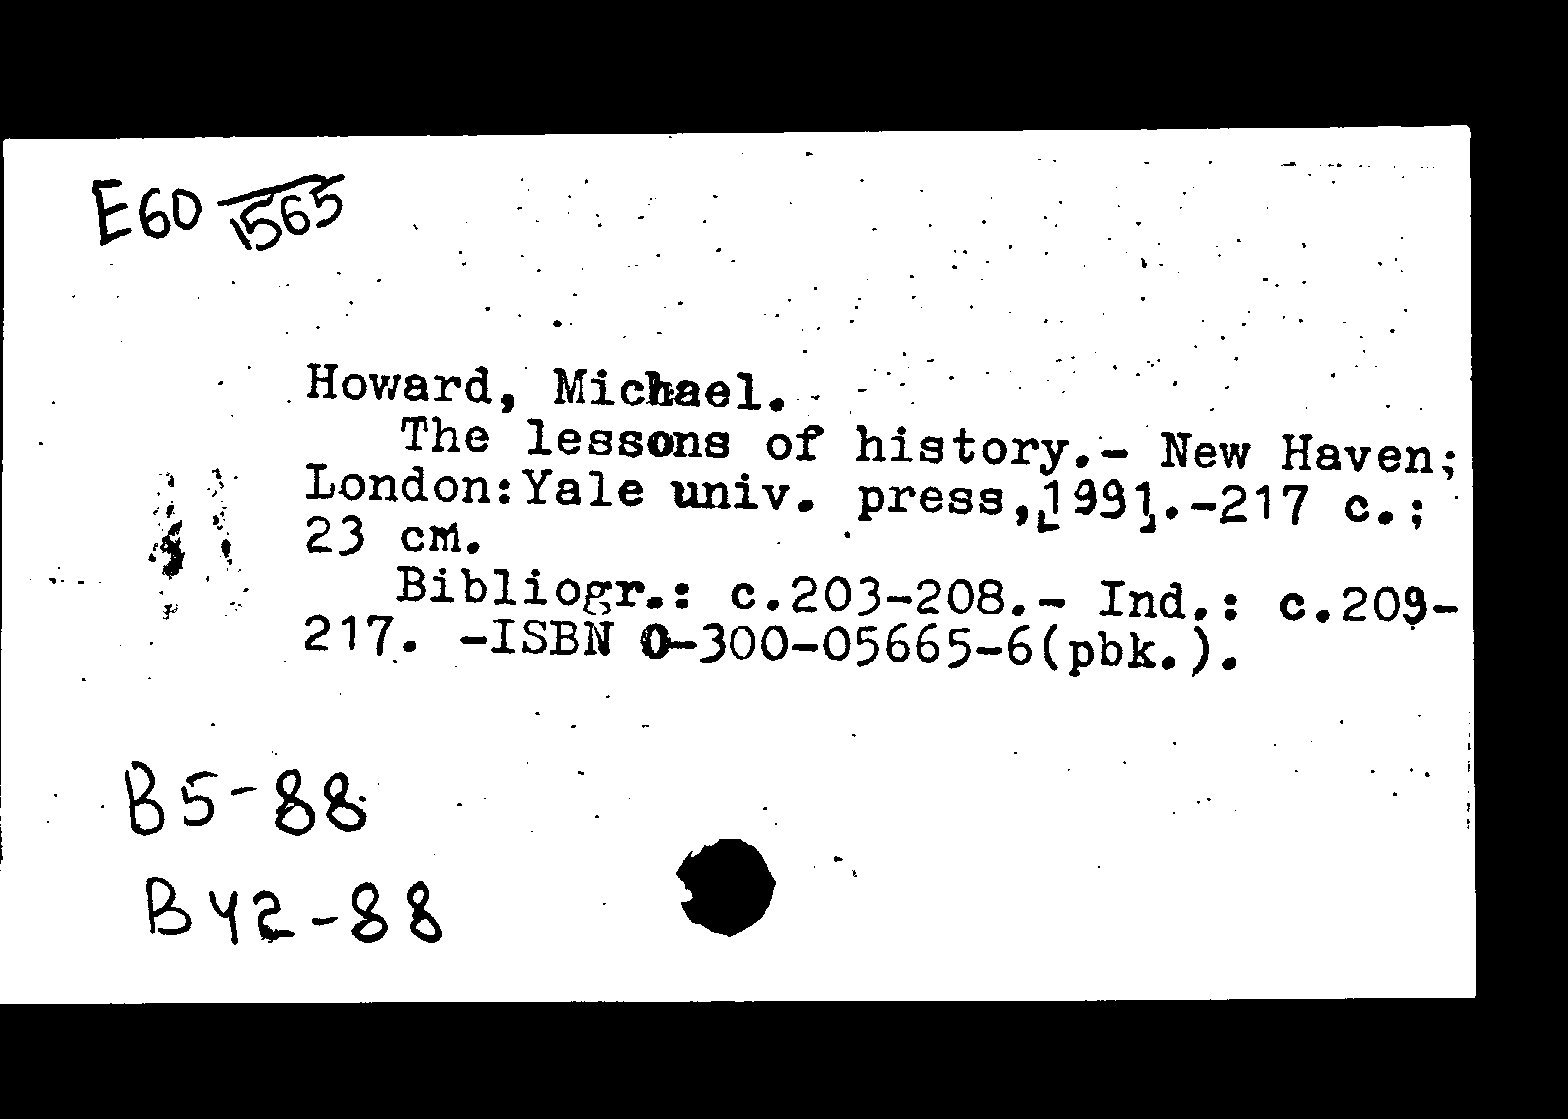 E60 1565
Howard, Michael.
The lessons of history.- New Haven;
London:Yale univ. press,[1991].-217 c.;
23 cm.
Bibliogr.: c.203-208.- Ind.: c.209-
217. -ISBN 0-300-05665-6(pbk.).
B5-88
BY2-88